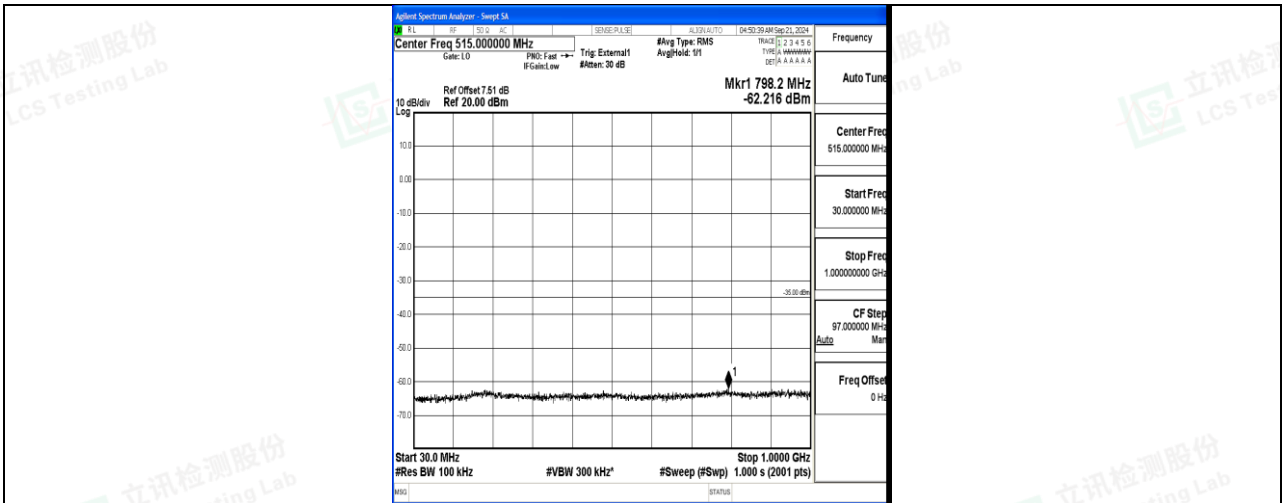 Agilent Spectrum Analyzer - Swept SA
RL RF 50 Ω AC SENSE:PULSE ALIGN AUTO 04:50:39 AM Sep 21, 2024
Center Freq 515.000000 MHz
Gate: LO
PNO: Fast
IFGain:Low
Trig: External1
#Atten: 30 dB
#Avg Type: RMS
Avg|Hold: 1/1
TRACE 1 2 3 4 5 6
TYPE A
DET A A A A A A
Mkr1 798.2 MHz
-62.216 dBm
Ref Offset 7.51 dB
10 dB/div Ref 20.00 dBm
Log
10.0
0.00
-10.0
-20.0
-30.0
-35.00 dBm
-40.0
-50.0
-60.0
-70.0
1
Start 30.0 MHz Stop 1.0000 GHz
#Res BW 100 kHz #VBW 300 kHz* #Sweep (#Swp) 1.000 s (2001 pts)
MSG STATUS
Frequency
Auto Tune
Center Freq
515.000000 MHz
Start Freq
30.000000 MHz
Stop Freq
1.000000000 GHz
CF Step
97.000000 MHz
Auto Man
Freq Offset
0 Hz
立讯检测股份
LCS Testing Lab